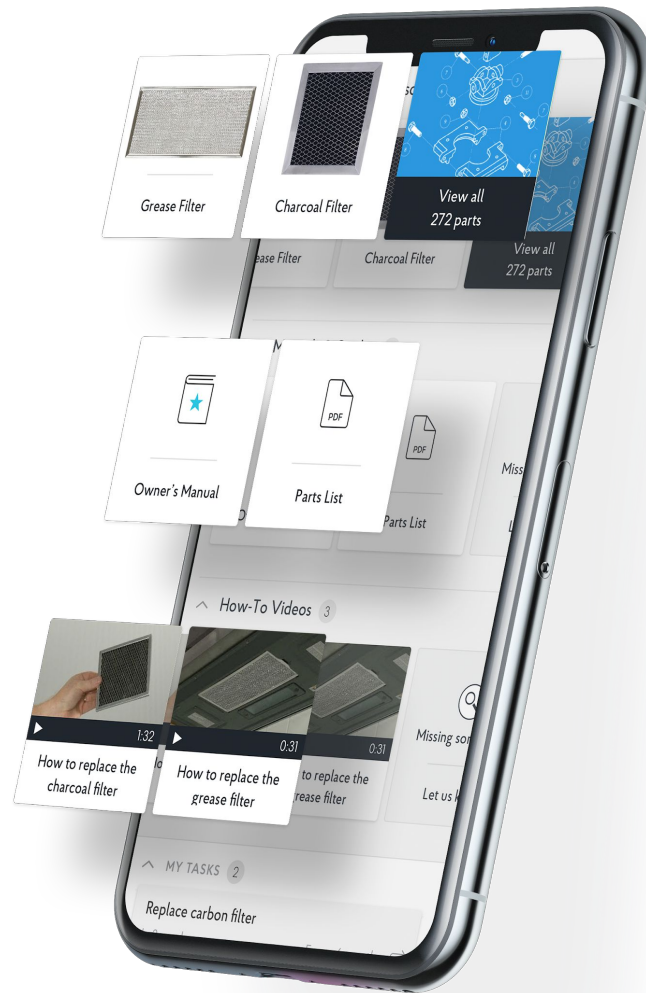 Grease Filter
Charcoal Filter
View all
272 parts
ease Filter
Charcoal Filter
View all
272 parts
PDF
Owner's Manual
Parts List
PDF
Parts List
Miss
How-To Videos 3
1:32
How to replace the
charcoal filter
0:31
How to replace the
grease filter
0:31
to replace the
rease filter
Missing so
Let us k
MY TASKS 2
Replace carbon filter